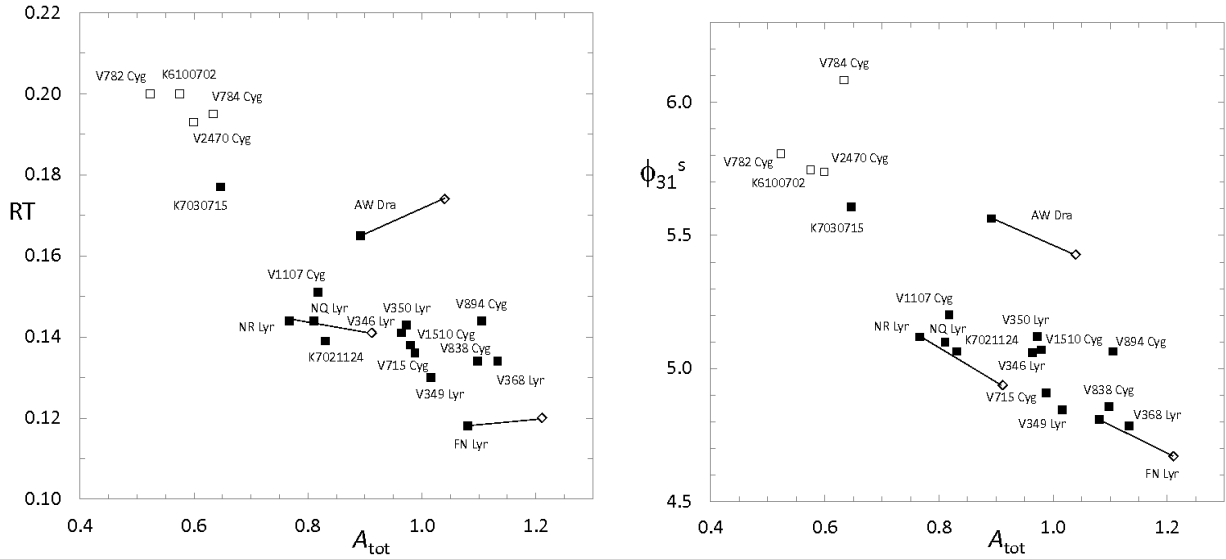 0.22
0.20
0.18
RT
0.16
0.14
0.12
0.10
V782 Cyg
K6100702
V784 Cyg
V2470 Cyg
K7030715
AW Dra
V1107 Cyg
NQ Lyr
V350 Lyr
V894 Cyg
NR Lyr
V346 Lyr
V1510 Cyg
K7021124
V838 Cyg
V715 Cyg
V349 Lyr
V368 Lyr
FN Lyr
0.4 0.6 0.8 1.0 1.2
Atot
6.0
ϕ31s
5.5
5.0
4.5
V784 Cyg
V782 Cyg
V2470 Cyg
K6100702
K7030715
AW Dra
V1107 Cyg
V350 Lyr
NR Lyr
NQ Lyr
K7021124
V1510 Cyg
V894 Cyg
V346 Lyr
V715 Cyg
V838 Cyg
V349 Lyr
V368 Lyr
FN Lyr
0.4 0.6 0.8 1.0 1.2
Atot